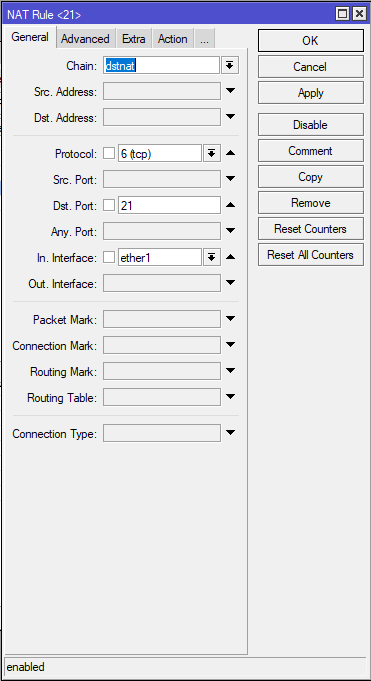 NAT Rule <21>
General Advanced Extra Action ...
Chain: dstnat
Src. Address:
Dst. Address:
Protocol: 6 (tcp)
Src. Port:
Dst. Port: 21
Any. Port:
In. Interface: ether1
Out. Interface:
Packet Mark:
Connection Mark:
Routing Mark:
Routing Table:
Connection Type:
OK
Cancel
Apply
Disable
Comment
Copy
Remove
Reset Counters
Reset All Counters
enabled